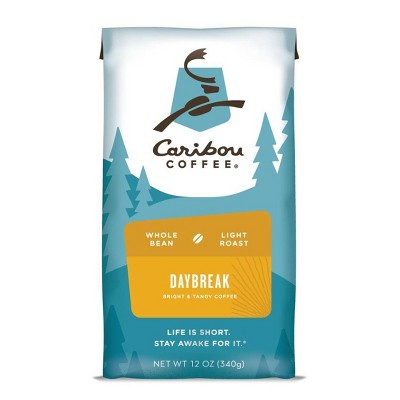 Caribou
COFFEE®
WHOLE BEAN
LIGHT ROAST
DAYBREAK
BRIGHT & TANGY COFFEE
LIFE IS SHORT.
STAY AWAKE FOR IT.®
NET WT 12 OZ (340g)